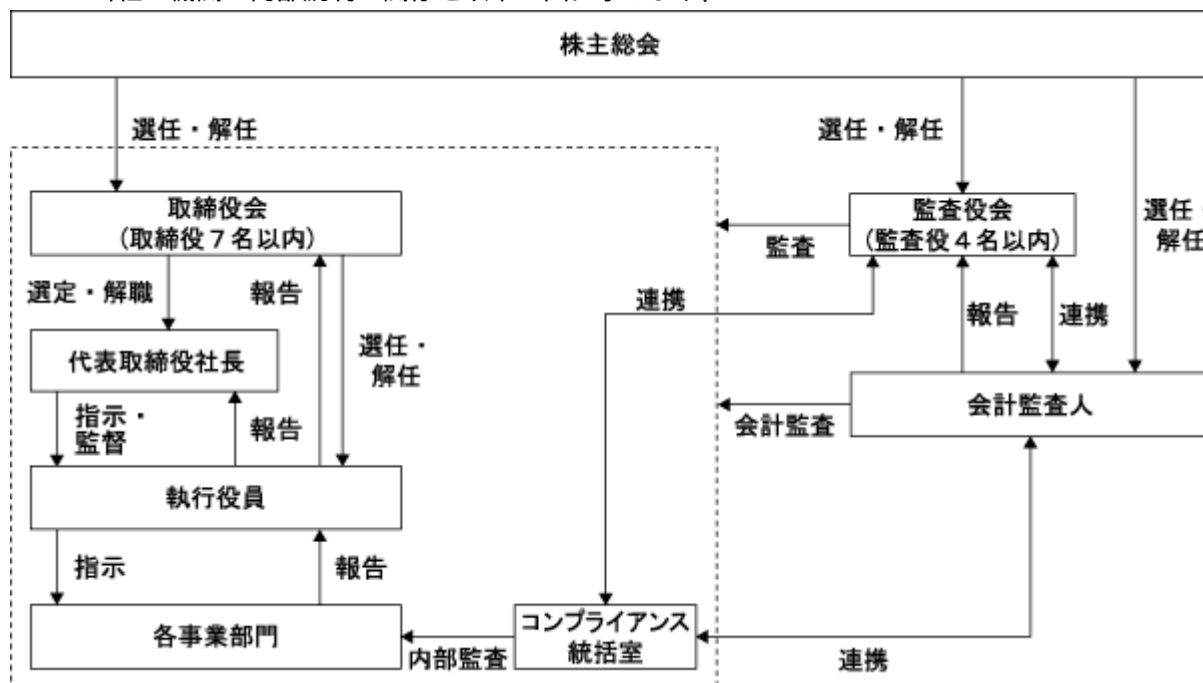 株主総会
選任・解任
選任・解任
取締役会
(取締役7名以内)
監査役会
(監査役4名以内)
選任・
解任
監査
選定・解職
報告
連携
報告
連携
選任・
解任
代表取締役社長
指示・
監督
報告
会計監査人
会計監査
執行役員
指示
報告
各事業部門
内部監査
コンプライアンス
統括室
連携